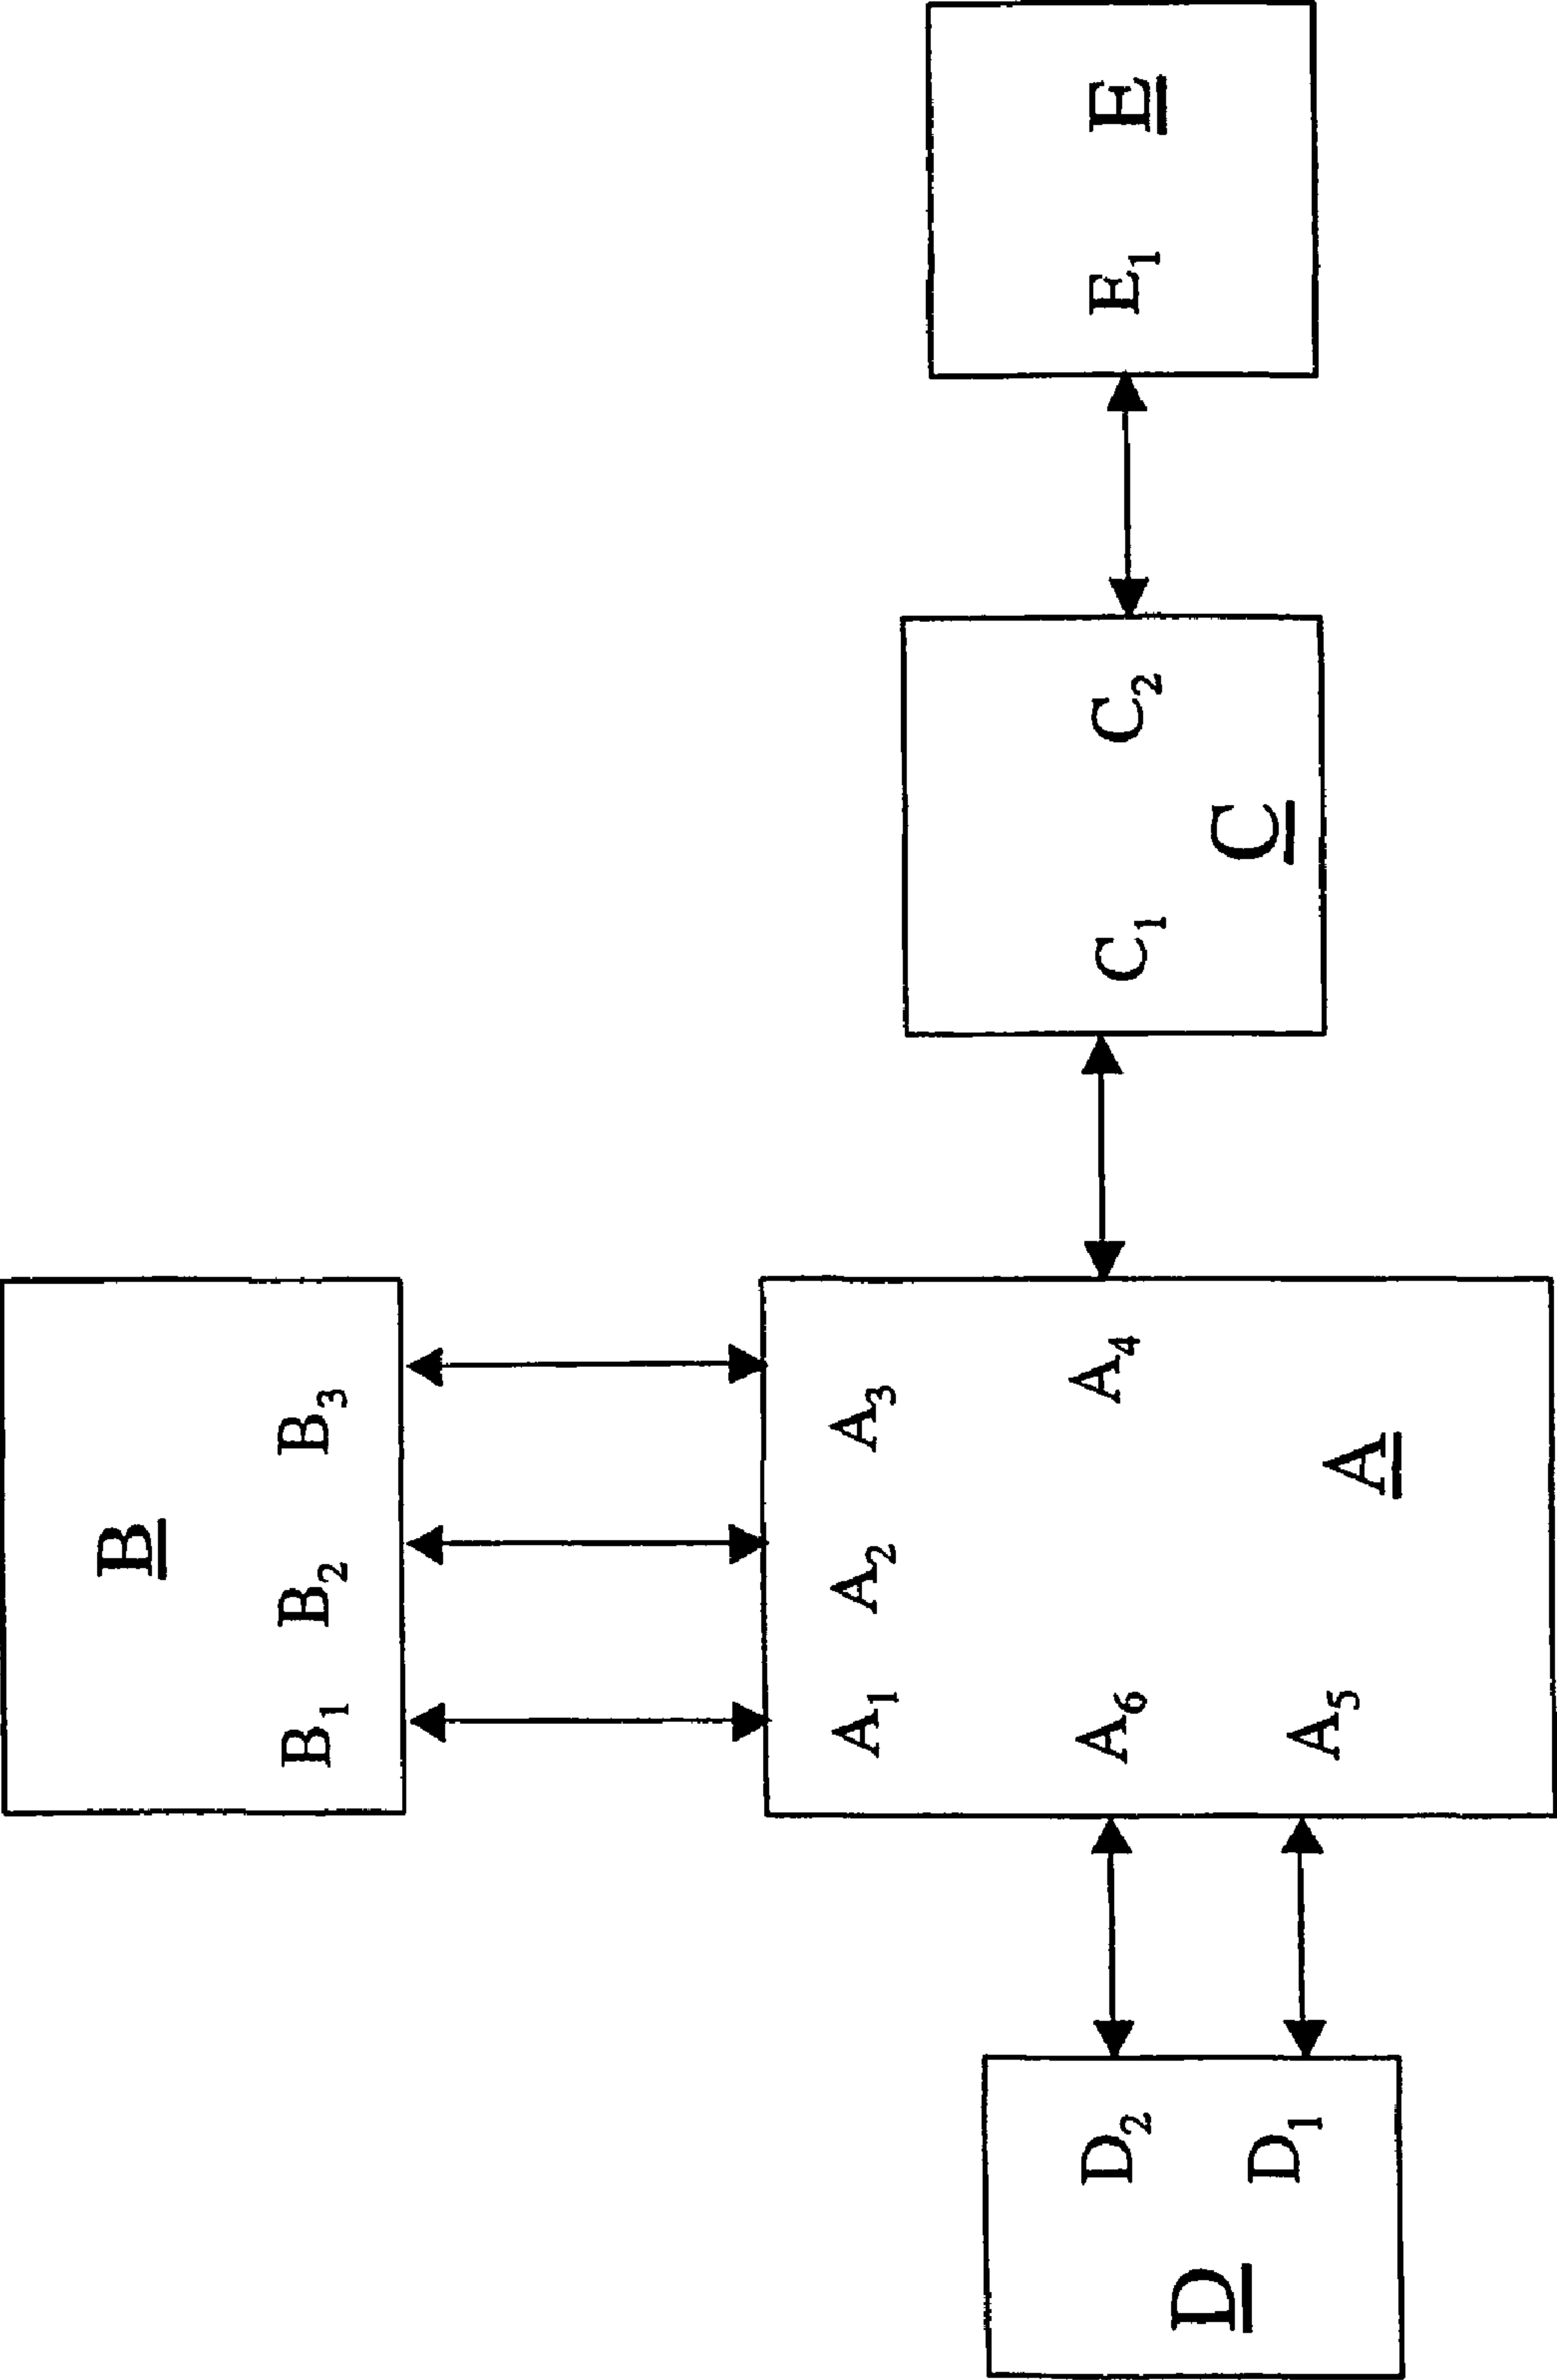 B
B₁ B₂ B₃
A₁ A₂ A₃
D₂ A₆ A₄ C₁ C₂ E₁ E
D D₁ A₅ A C